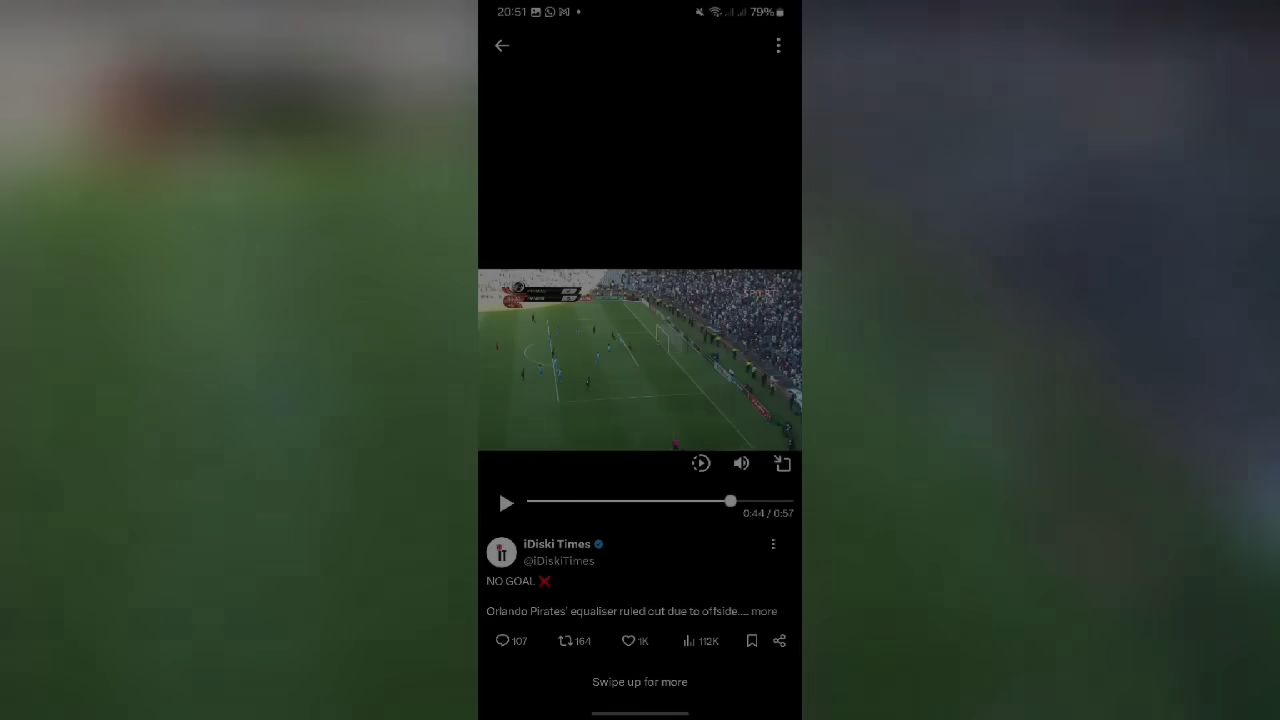 20:51
79%
0:44 / 0:57
iT
iDiski Times
@iDiskiTimes
NO GOAL ❌
Orlando Pirates' equaliser ruled out due to offside.... more
107 164 1K 112K
Swipe up for more